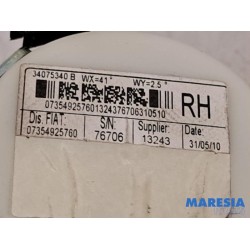 34075340 B WX=41° WY=2.5°
RH
07354925760132437670631051​0
Dis. FIAT: S/N: Supplier: Date:
07354925760 76706 13243 31/05/10
MARESIA